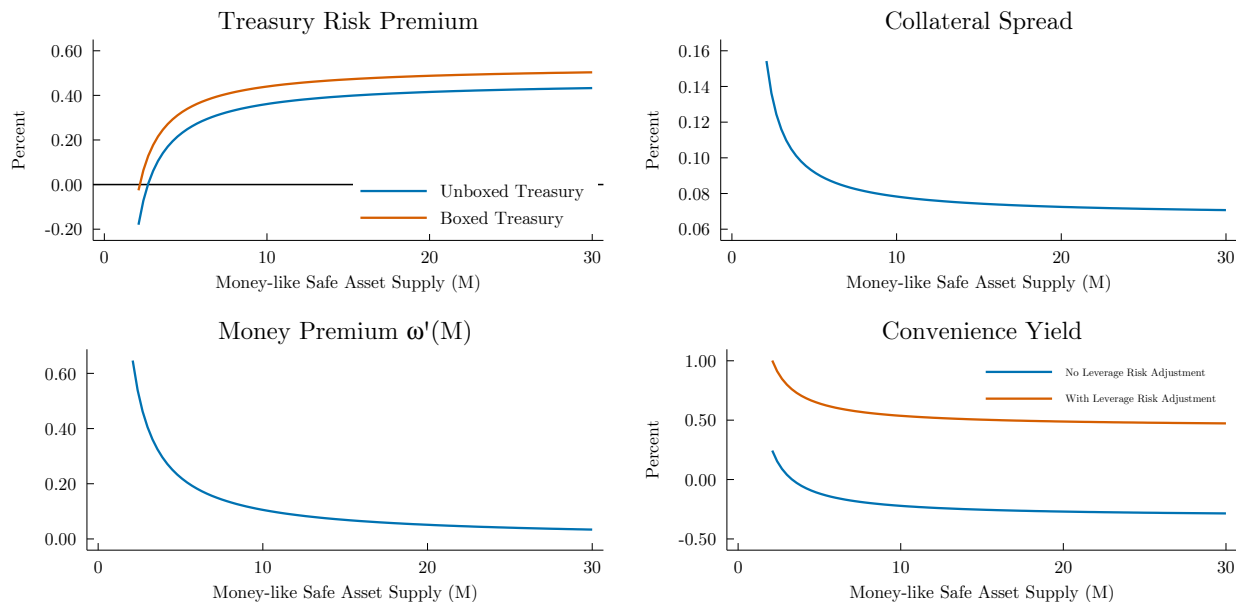 Treasury Risk Premium
Percent
0.60
0.40
0.20
0.00
-0.20
Unboxed Treasury
Boxed Treasury
0
10
20
30
Money-like Safe Asset Supply (M)
Collateral Spread
Percent
0.16
0.14
0.12
0.10
0.08
0.06
0
10
20
30
Money-like Safe Asset Supply (M)
Money Premium ω'(M)
0.60
0.40
0.20
0.00
0
10
20
30
Money-like Safe Asset Supply (M)
Convenience Yield
Percent
1.00
0.50
0.00
-0.50
No Leverage Risk Adjustment
With Leverage Risk Adjustment
0
10
20
30
Money-like Safe Asset Supply (M)